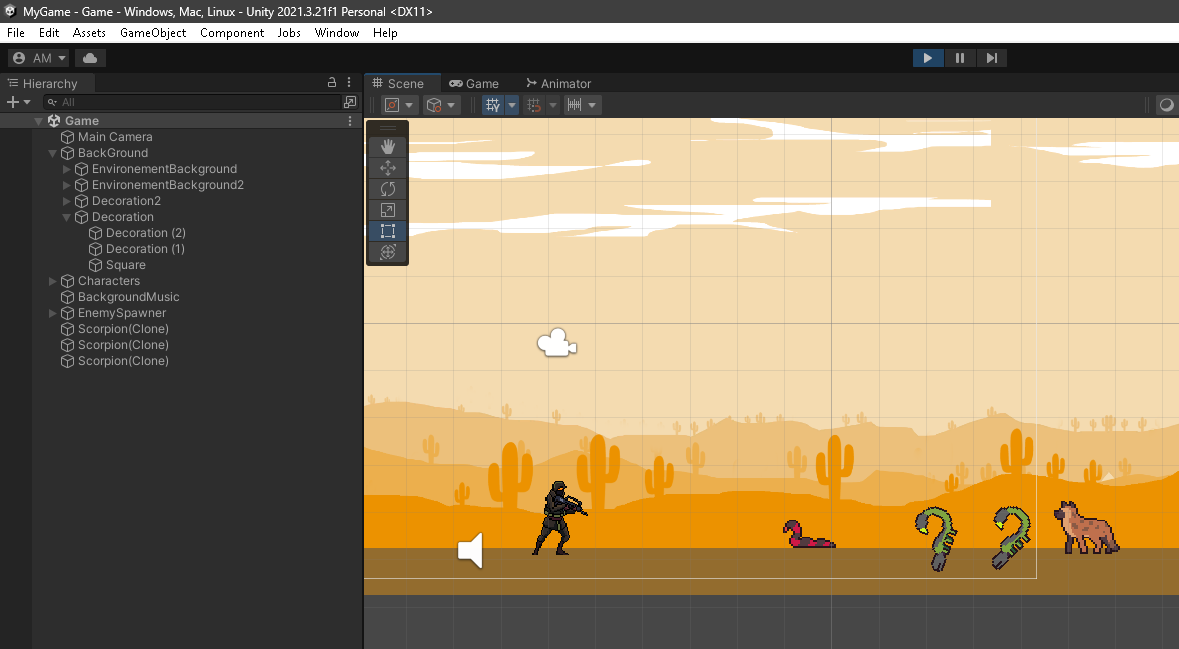 MyGame - Game - Windows, Mac, Linux - Unity 2021.3.21f1 Personal <DX11>
File Edit Assets GameObject Component Jobs Window Help
AM
Hierarchy
All
Game
Main Camera
BackGround
EnvironementBackground
EnvironementBackground2
Decoration2
Decoration
Decoration (2)
Decoration (1)
Square
Characters
BackgroundMusic
EnemySpawner
Scorpion(Clone)
Scorpion(Clone)
Scorpion(Clone)
Scene Game Animator